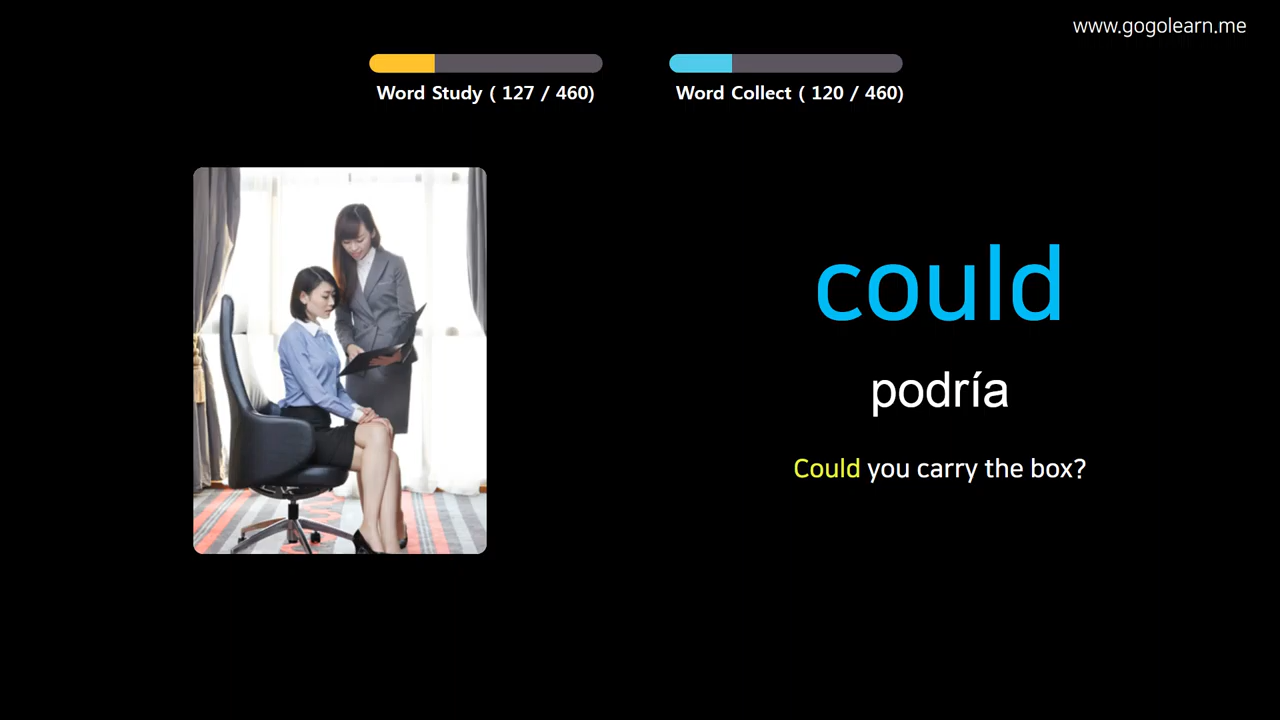 www.gogolearn.me
Word Study ( 127 / 460)
Word Collect ( 120 / 460)
could
podría
Could you carry the box?